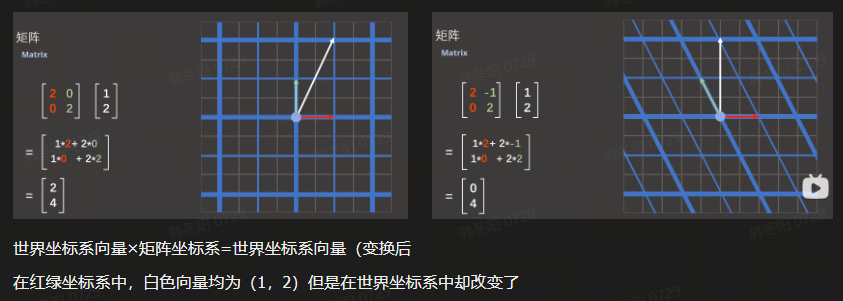 矩阵
Matrix
2 0 1
0 2 2
= 1*2+ 2*0
1*0 + 2*2
= 2
4
矩阵
Matrix
2 -1 1
0 2 2
= 1*2+ 2*-1
1*0 + 2*2
= 0
4
世界坐标系向量×矩阵坐标系=世界坐标系向量（变换后
在红绿坐标系中，白色向量均为（1，2）但是在世界坐标系中却改变了
韩冬阳 0729